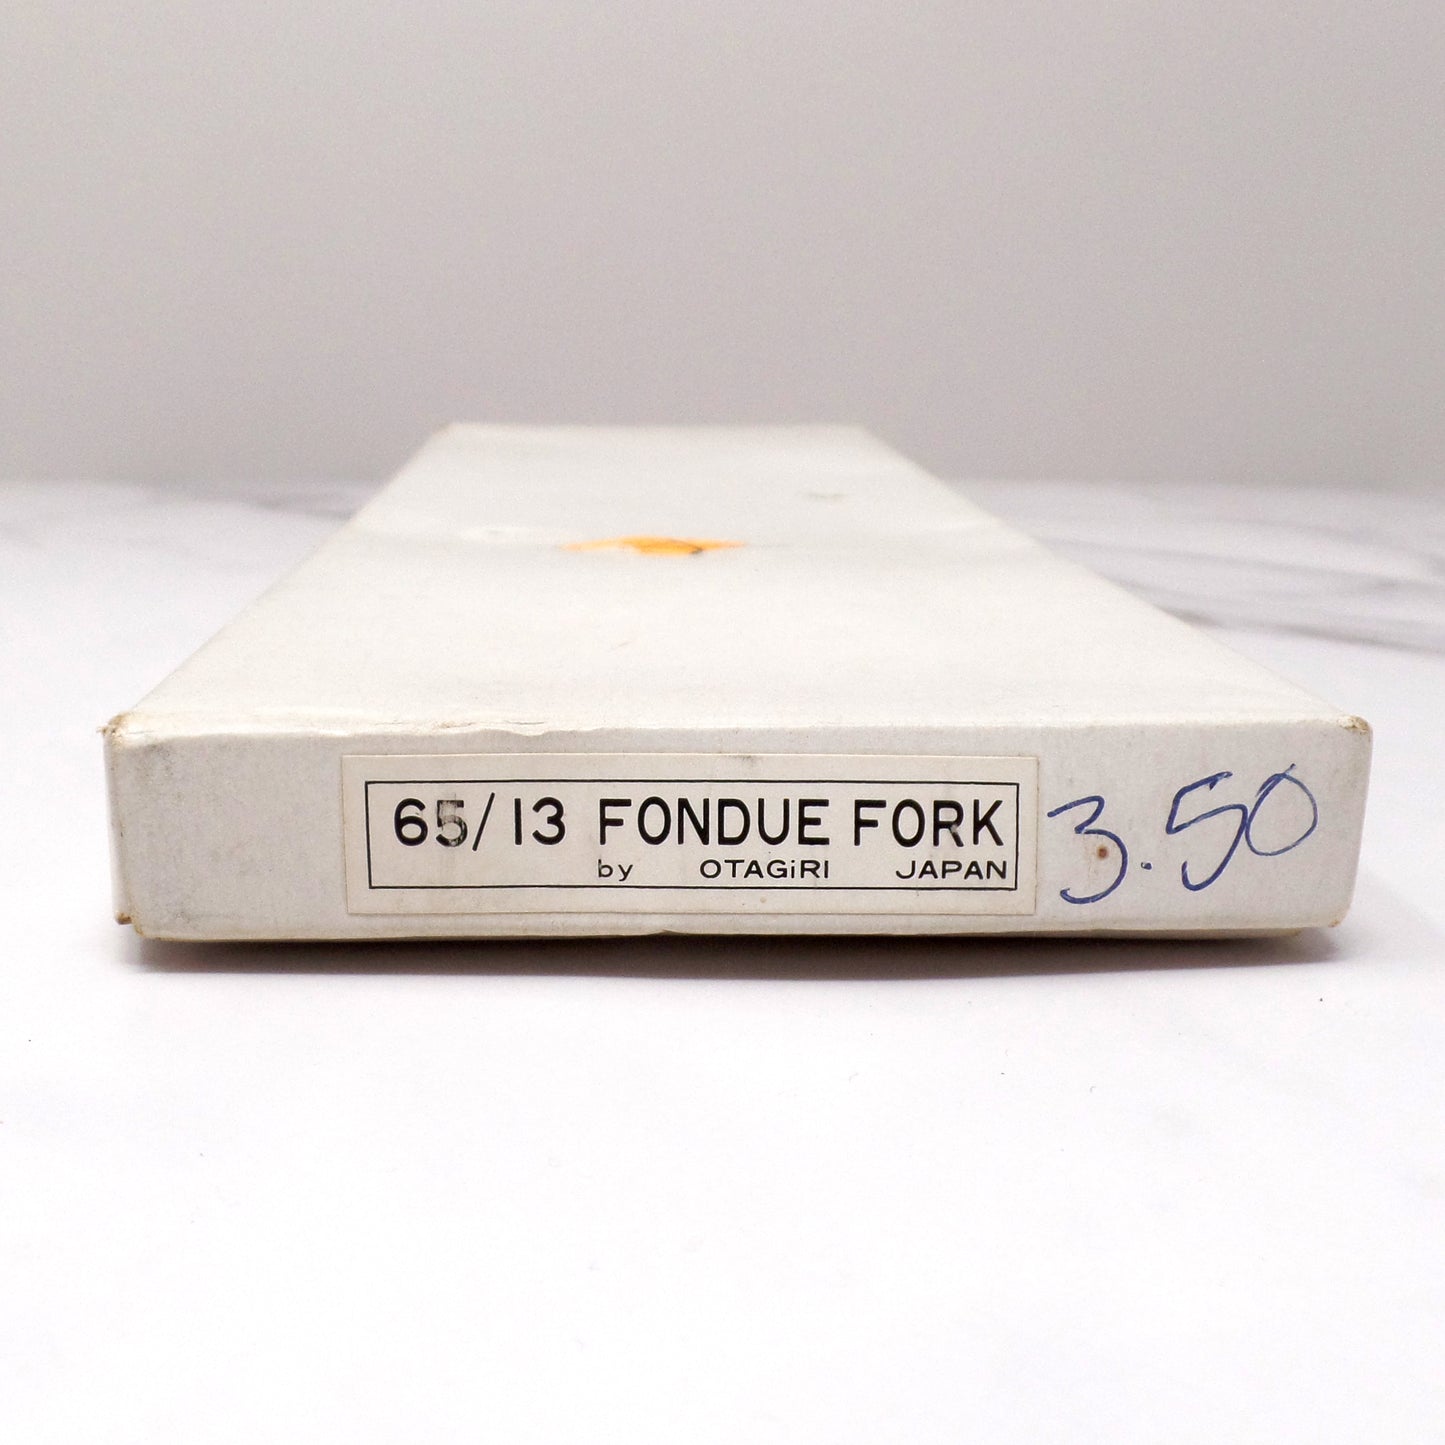 65/13 FONDUE FORK
by OTAGiRI JAPAN
3.50